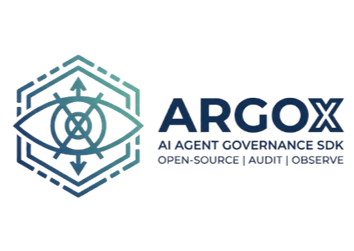 ARGOX
AI AGENT GOVERNANCE SDK
OPEN-SOURCE | AUDIT | OBSERVE